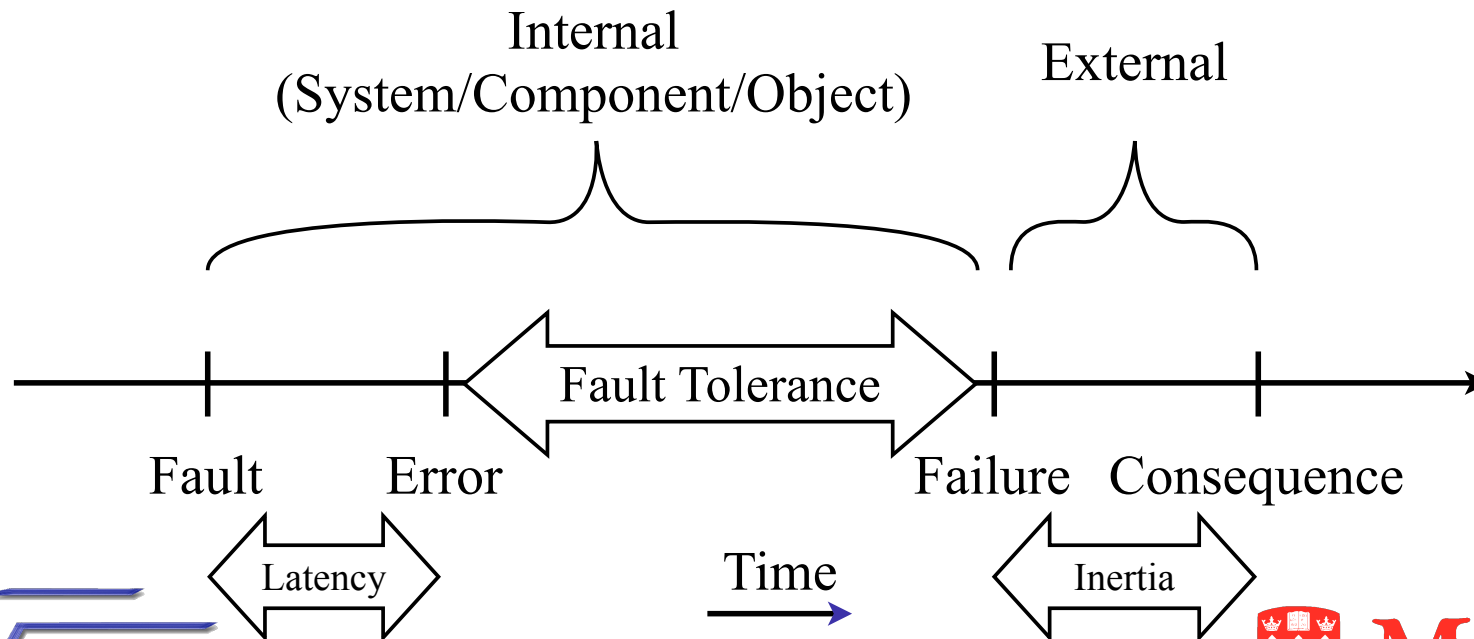 Internal
(System/Component/Object)
External
Fault Tolerance
Fault
Error
Failure
Consequence
Latency
Time
Inertia
M